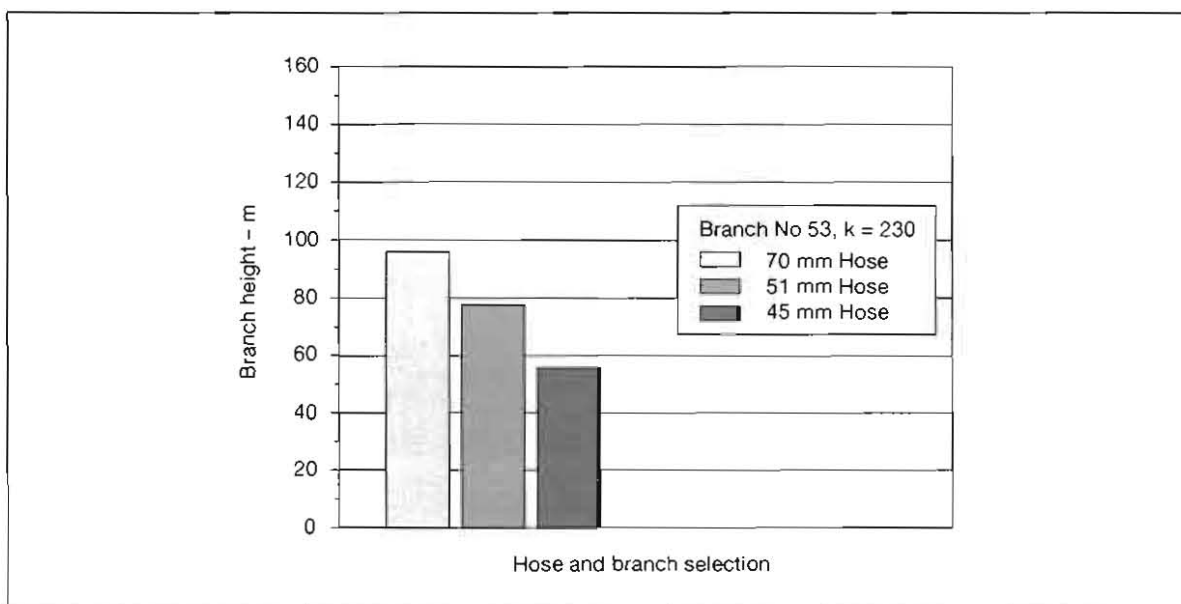 160
140
120
100
80
60
40
20
0
Branch height – m
Branch No 53, k = 230
70 mm Hose
51 mm Hose
45 mm Hose
Hose and branch selection